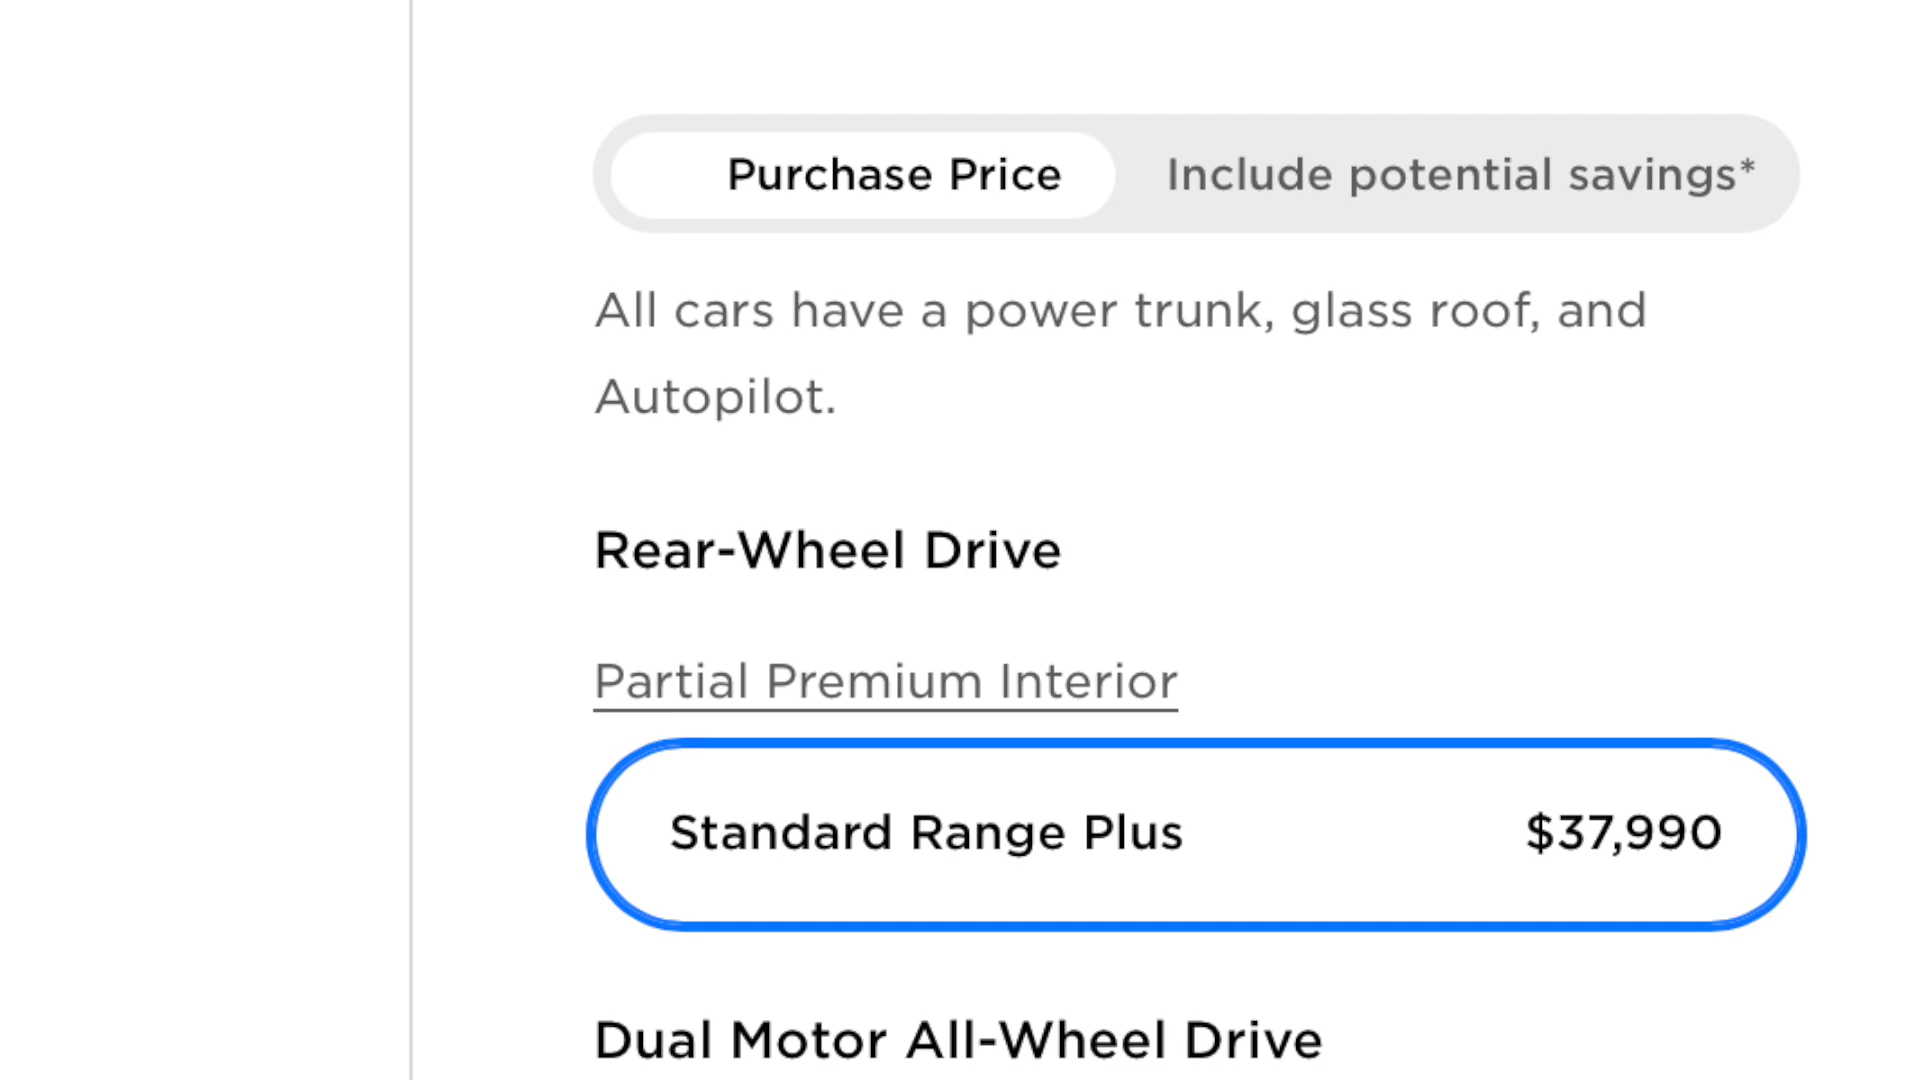 Purchase Price Include potential savings*
All cars have a power trunk, glass roof, and
Autopilot.
Rear-Wheel Drive
Partial Premium Interior
Standard Range Plus $37,990
Dual Motor All-Wheel Drive